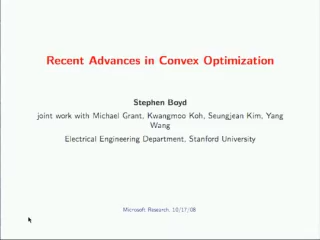 Recent Advances in Convex Optimization
Stephen Boyd
joint work with Michael Grant, Kwangmoo Koh, Seungjean Kim, Yang
Wang
Electrical Engineering Department, Stanford University
Microsoft Research, 10/17/08